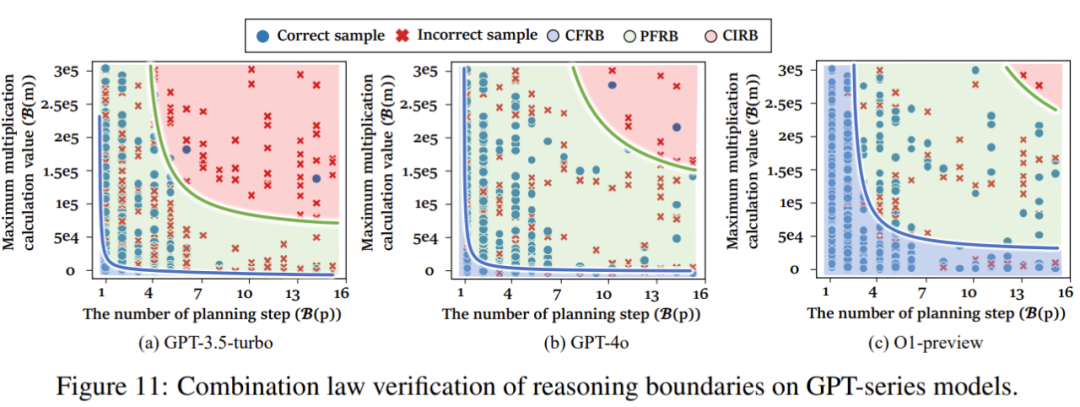 Correct sample Incorrect sample CFRB PFRB CIRB
Maximum multiplication
calculation value (ℬ(m))
3e5
2.5e5
2e5
1.5e5
1e5
5e4
0
1 4 7 10 13 16
The number of planning step (ℬ(p))
(a) GPT-3.5-turbo
Maximum multiplication
calculation value (ℬ(m))
3e5
2.5e5
2e5
1.5e5
1e5
5e4
0
1 4 7 10 13 16
The number of planning step (ℬ(p))
(b) GPT-4o
Maximum multiplication
calculation value (ℬ(m))
3e5
2.5e5
2e5
1.5e5
1e5
5e4
0
1 4 7 10 13 16
The number of planning step (ℬ(p))
(c) O1-preview
Figure 11: Combination law verification of reasoning boundaries on GPT-series models.